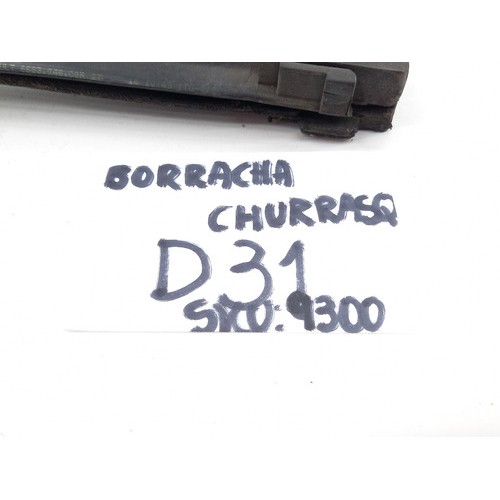 BORRACHA
CHURRASQ
D31
SKU: 9300